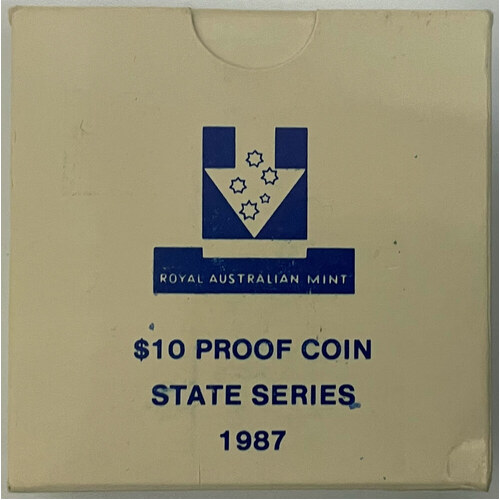 ROYAL AUSTRALIAN MINT
$10 PROOF COIN
STATE SERIES
1987